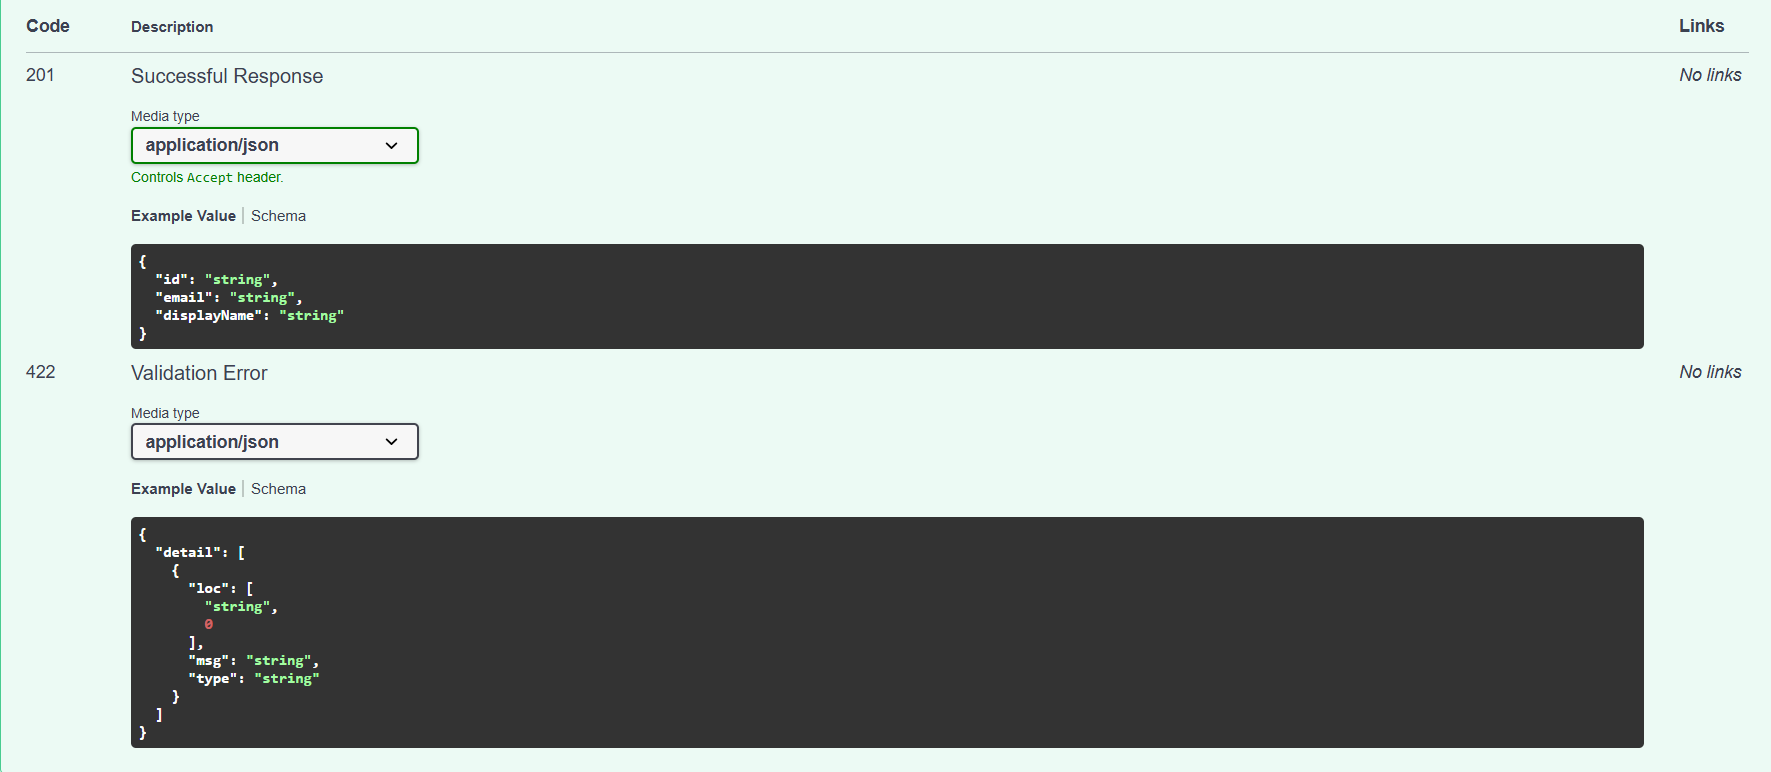 Code Description Links
201 Successful Response No links
Media type
application/json
Controls Accept header.
Example Value Schema
{
  "id": "string",
  "email": "string",
  "displayName": "string"
}
422 Validation Error No links
Media type
application/json
Example Value Schema
{
  "detail": [
    {
      "loc": [
        "string",
        0
      ],
      "msg": "string",
      "type": "string"
    }
  ]
}